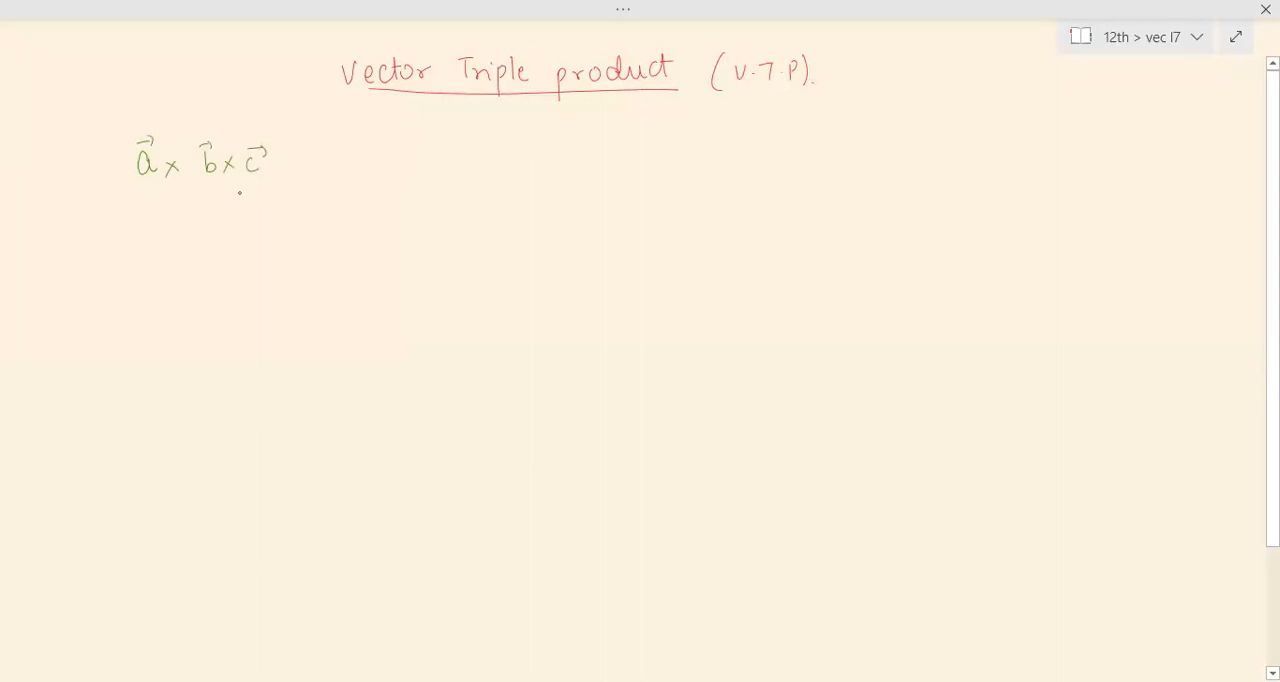 ...
12th > vec l7
Vector Triple product (V.T.P).
a⃗ × b⃗ × c⃗